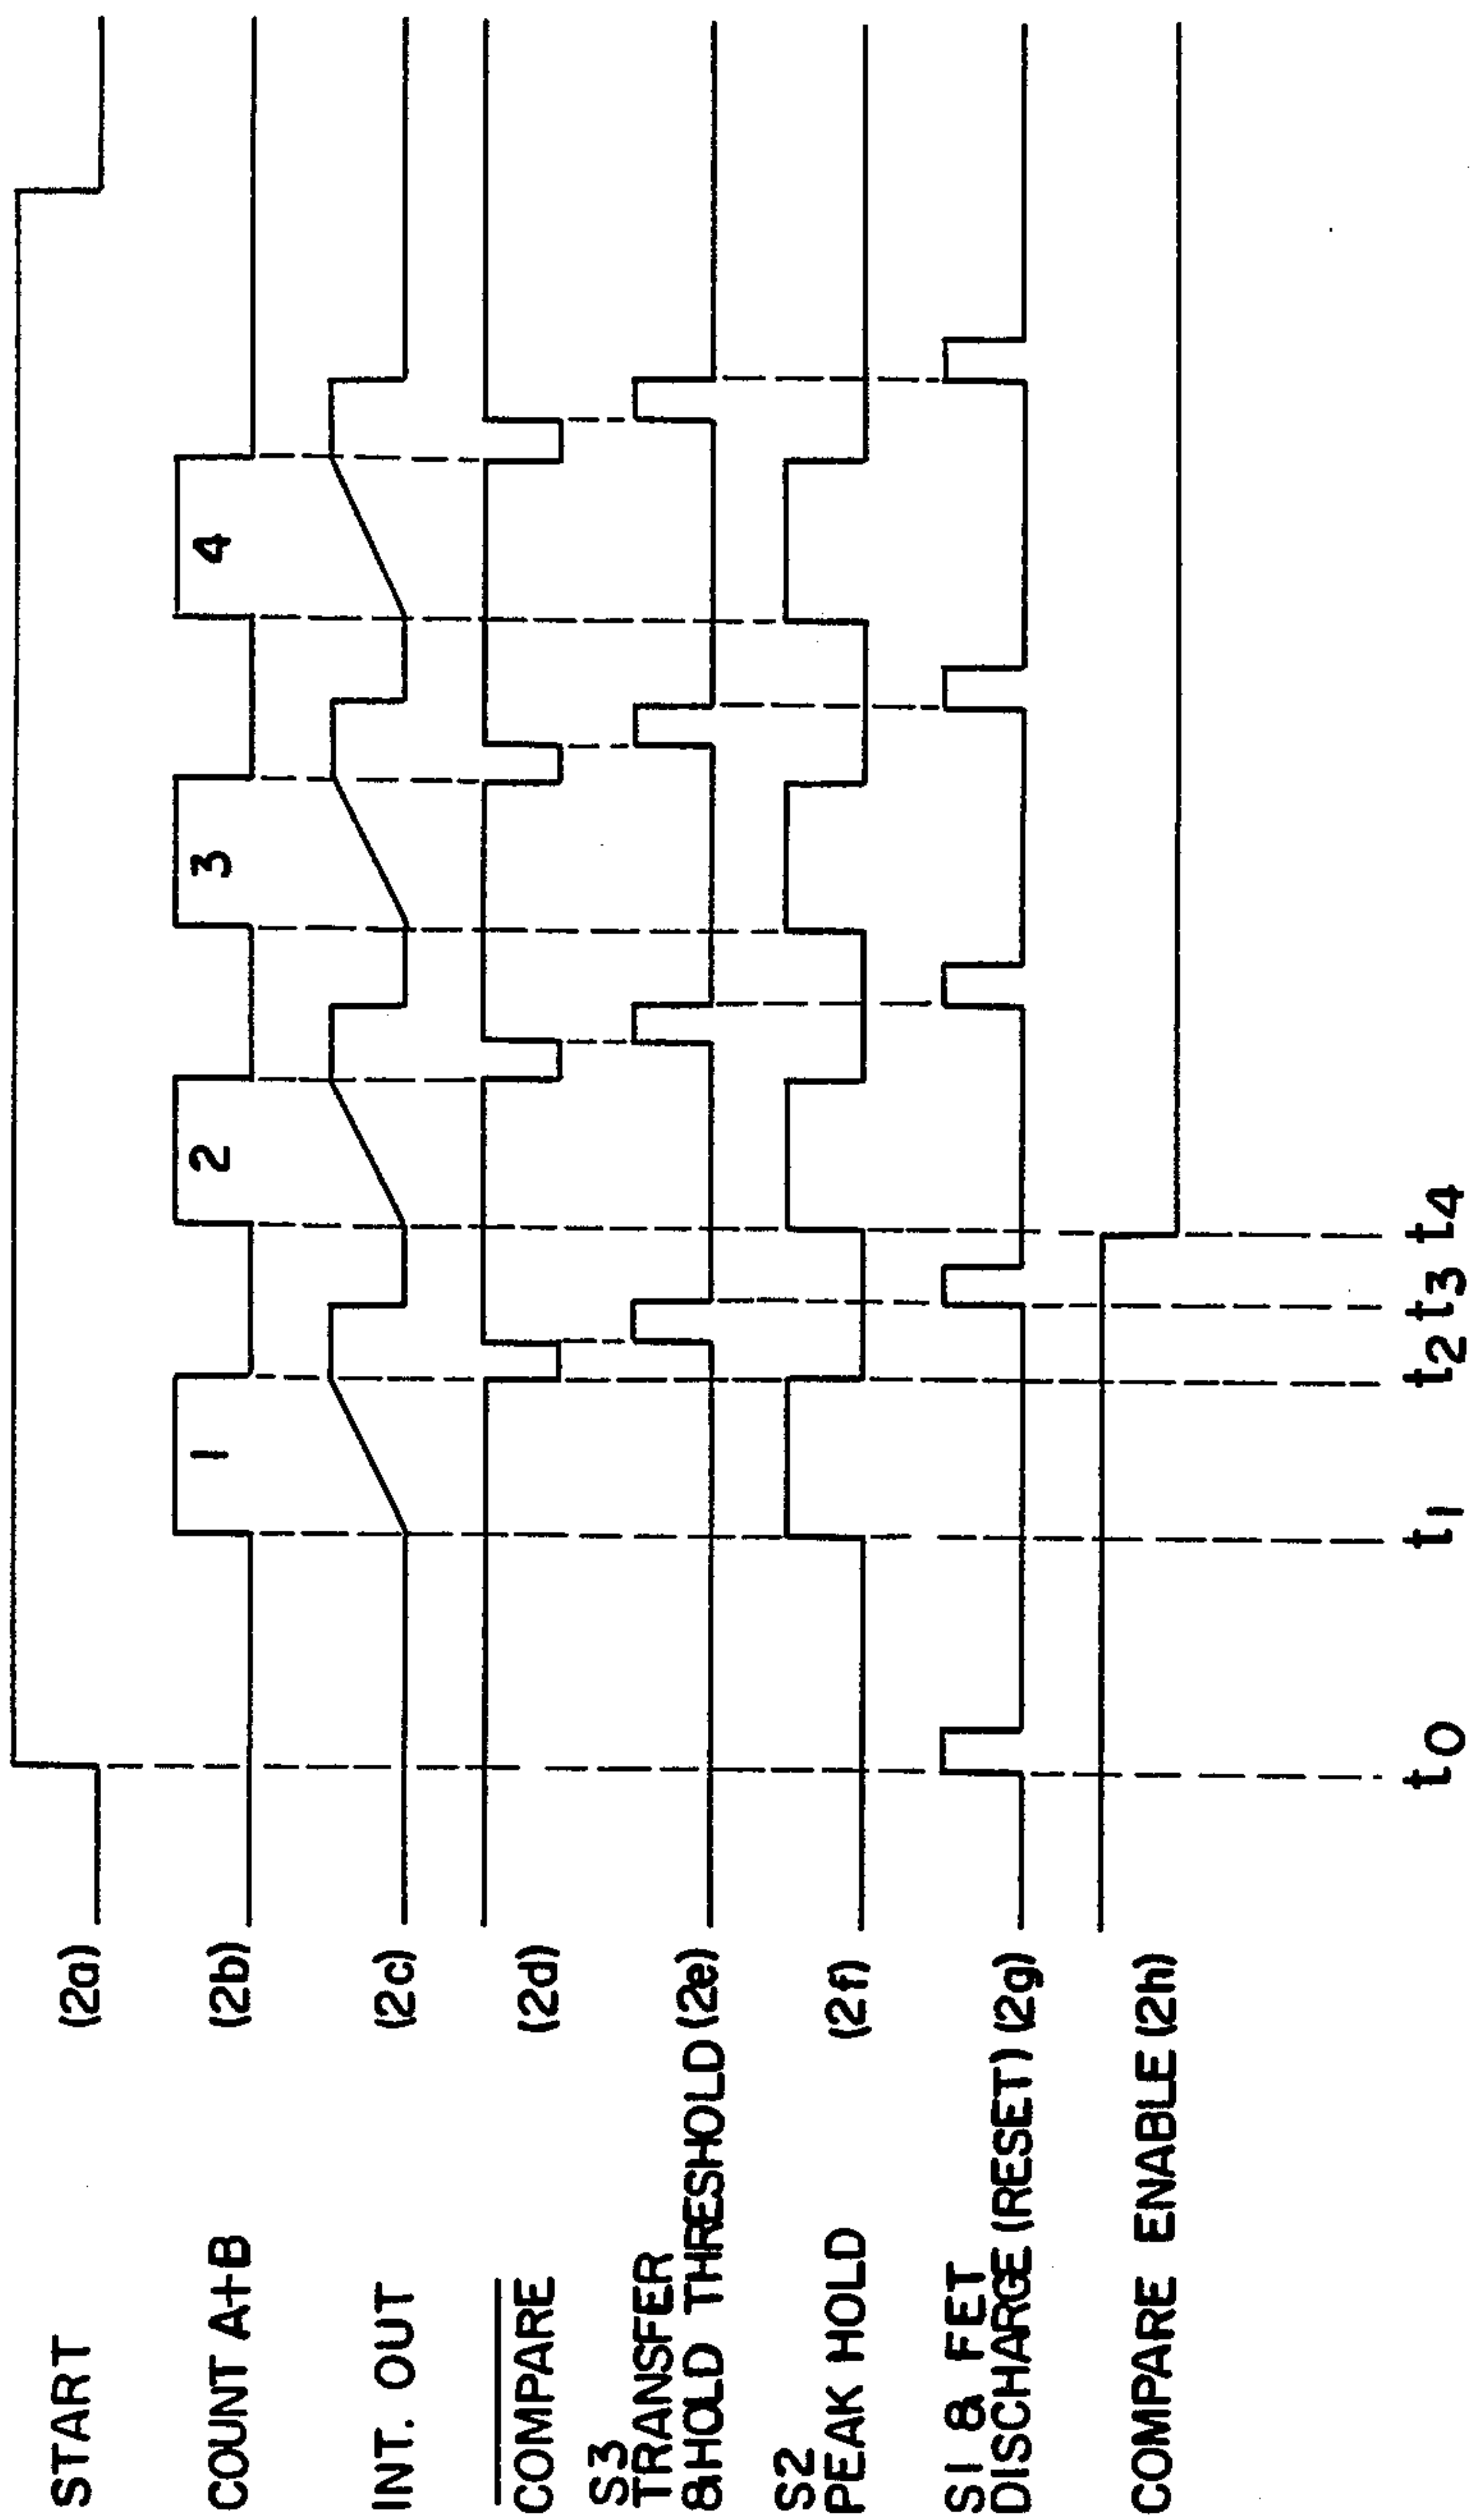 START (2a)
COUNT A+B (2b)
1 2 3 4
INT. OUT (2c)
COMPARE (2d)
S3
TRANSFER
&HOLD THRESHOLD (2e)
S2
PEAK HOLD (2f)
S1 & FET
DISCHARGE (RESET) (2g)
COMPARE ENABLE (2h)
t0 t1 t2 t3 t4